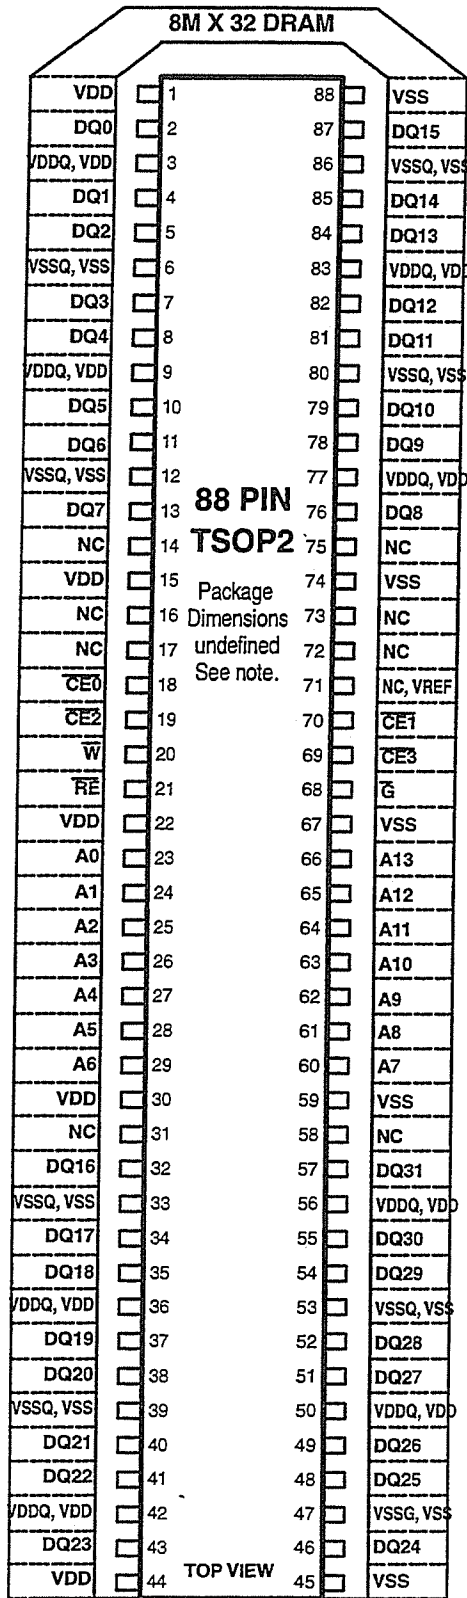 8M X 32 DRAM
VDD 1 88 VSS
DQ0 2 87 DQ15
VDDQ, VDD 3 86 VSSQ, VSS
DQ1 4 85 DQ14
DQ2 5 84 DQ13
VSSQ, VSS 6 83 VDDQ, VDD
DQ3 7 82 DQ12
DQ4 8 81 DQ11
VDDQ, VDD 9 80 VSSQ, VSS
DQ5 10 79 DQ10
DQ6 11 78 DQ9
VSSQ, VSS 12 77 VDDQ, VDD
DQ7 13 88 PIN 76 DQ8
NC 14 TSOP2 75 NC
VDD 15 Package 74 VSS
NC 16 Dimensions 73 NC
NC 17 undefined 72 NC
C̅E̅0̅ 18 See note. 71 NC, VREF
C̅E̅2̅ 19 70 C̅E̅1̅
W̅ 20 69 C̅E̅3̅
R̅E̅ 21 68 G̅
VDD 22 67 VSS
A0 23 66 A13
A1 24 65 A12
A2 25 64 A11
A3 26 63 A10
A4 27 62 A9
A5 28 61 A8
A6 29 60 A7
VDD 30 59 VSS
NC 31 58 NC
DQ16 32 57 DQ31
VSSQ, VSS 33 56 VDDQ, VDD
DQ17 34 55 DQ30
DQ18 35 54 DQ29
VDDQ, VDD 36 53 VSSQ, VSS
DQ19 37 52 DQ28
DQ20 38 51 DQ27
VSSQ, VSS 39 50 VDDQ, VDD
DQ21 40 49 DQ26
DQ22 41 48 DQ25
VDDQ, VDD 42 47 VSSG, VSS
DQ23 43 46 DQ24
VDD 44 TOP VIEW 45 VSS